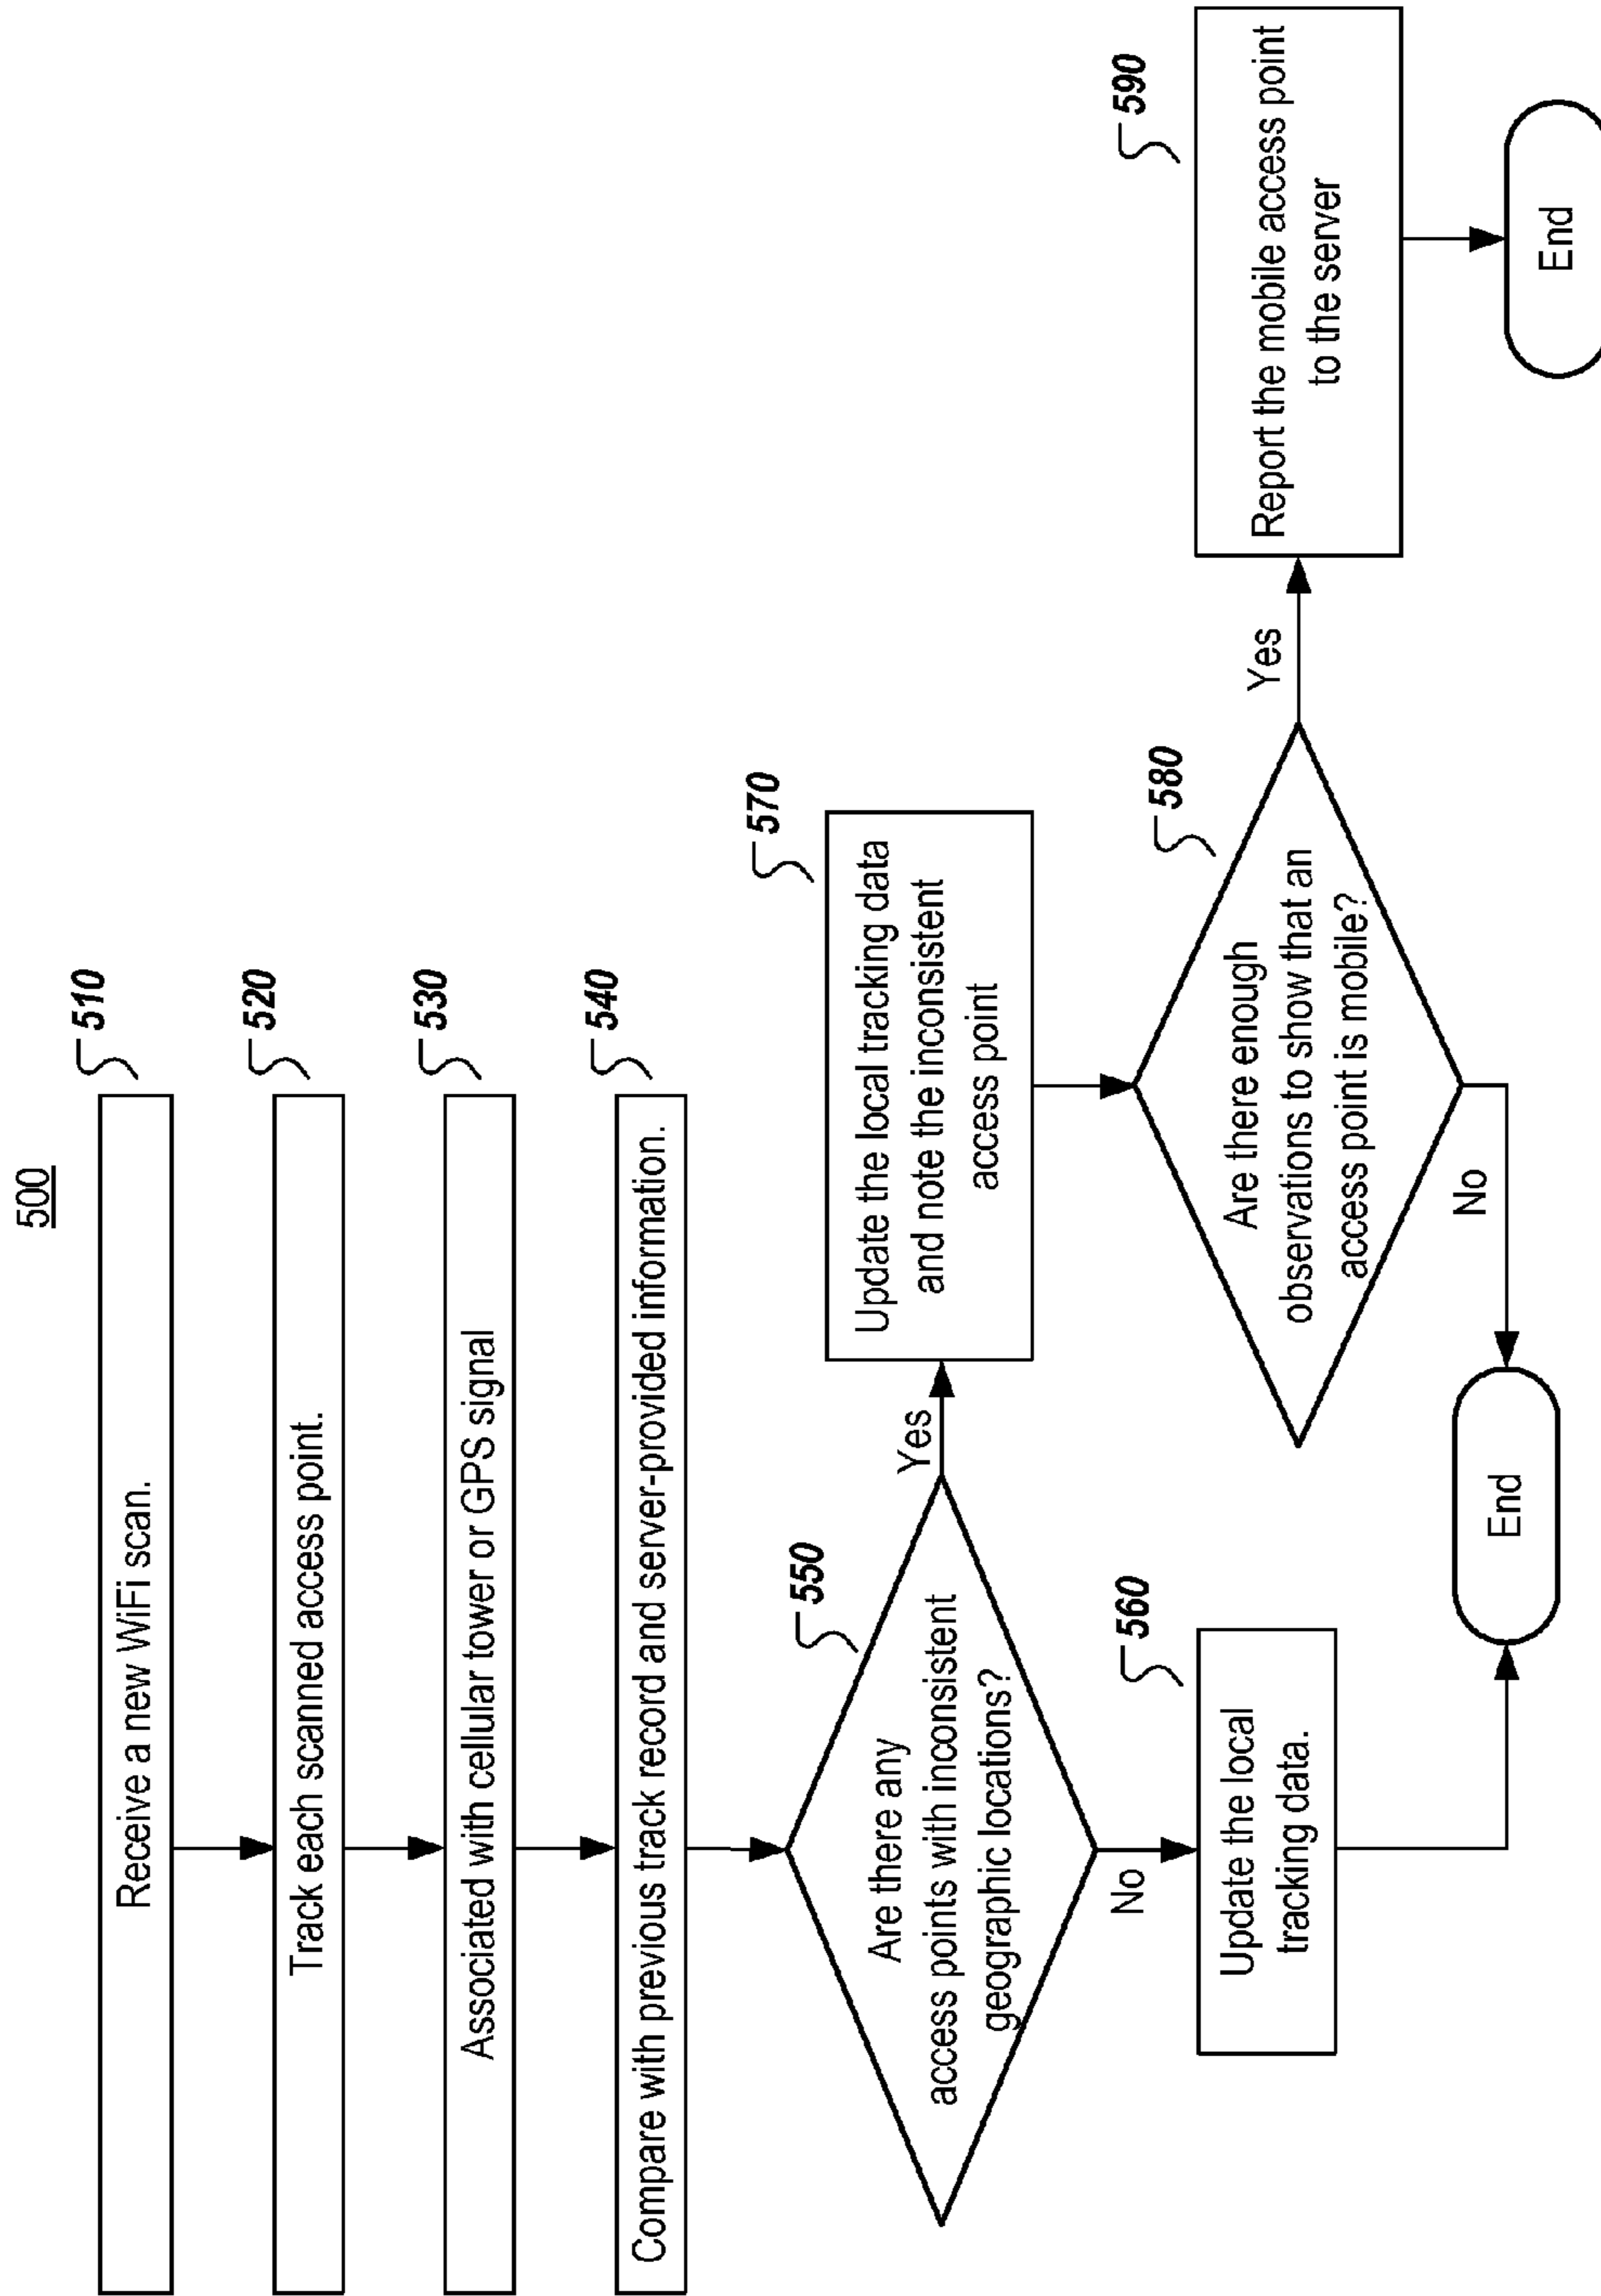 500
510
Receive a new WiFi scan.
520
Track each scanned access point.
530
Associated with cellular tower or GPS signal
540
Compare with previous track record and server-provided information.
550
Are there any
access points with inconsistent
geographic locations?
Yes
No
560
Update the local
tracking data.
570
Update the local tracking data
and note the inconsistent
access point
580
Are there enough
observations to show that an
access point is mobile?
Yes
No
End
590
Report the mobile access point
to the server
End